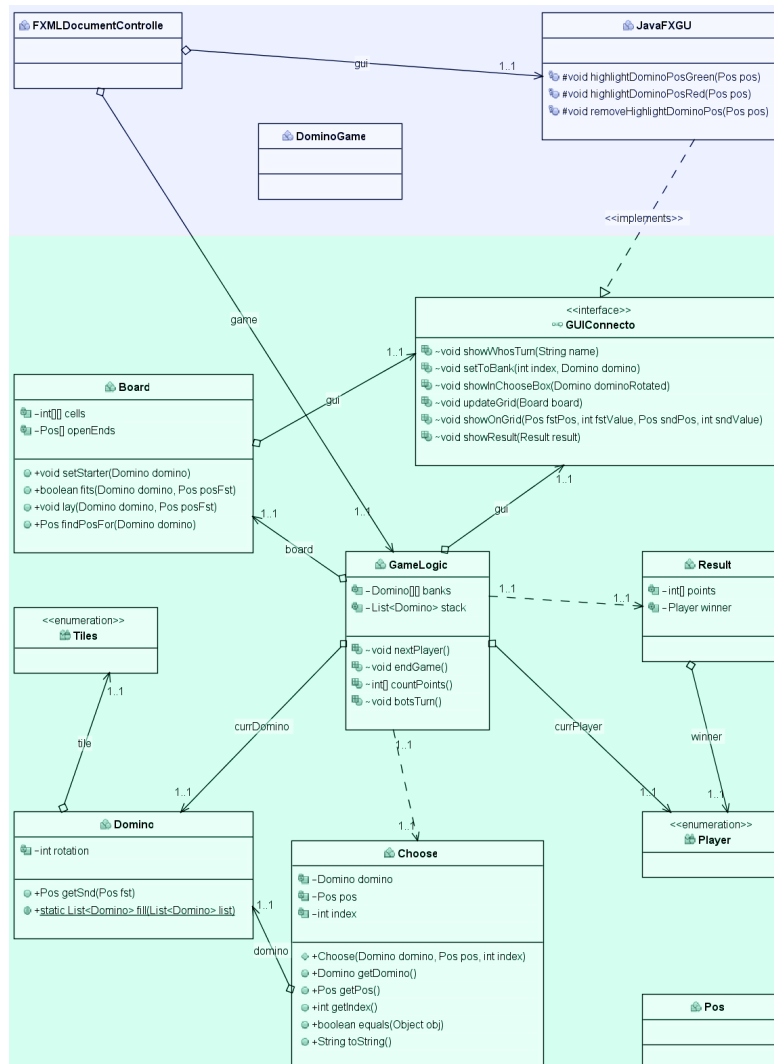 FXMLDocumentControlle
JavaFXGU
#void highlightDominoPosGreen(Pos pos)
#void highlightDominoPosRed(Pos pos)
#void removeHighlightDominoPos(Pos pos)
gui
1..1
DominoGame
<<implements>>
game
1..1
<<interface>>
GUIConnecto
~void showWhosTurn(String name)
~void setToBank(int index, Domino domino)
~void showInChooseBox(Domino dominoRotated)
~void updateGrid(Board board)
~void showOnGrid(Pos fstPos, int fstValue, Pos sndPos, int sndValue)
~void showResult(Result result)
1..1
gui
Board
-int[][] cells
-Pos[] openEnds
+void setStarter(Domino domino)
+boolean fits(Domino domino, Pos posFst)
+void lay(Domino domino, Pos posFst)
+Pos findPosFor(Domino domino)
1..1
board
1..1
gui
GameLogic
-Domino[][] banks
-List<Domino> stack
~void nextPlayer()
~void endGame()
~int[] countPoints()
~void botsTurn()
1..1
1..1
Result
-int[] points
-Player winner
<<enumeration>>
Tiles
1..1
tile
currDomino
1..1
currPlayer
1..1
winner
1..1
1..1
1..1
Domino
-int rotation
+Pos getSnd(Pos fst)
+static List<Domino> fill(List<Domino> list)
1..1
domino
<<enumeration>>
Player
Choose
-Domino domino
-Pos pos
-int index
+Choose(Domino domino, Pos pos, int index)
+Domino getDomino()
+Pos getPos()
+int getIndex()
+boolean equals(Object obj)
+String toString()
Pos